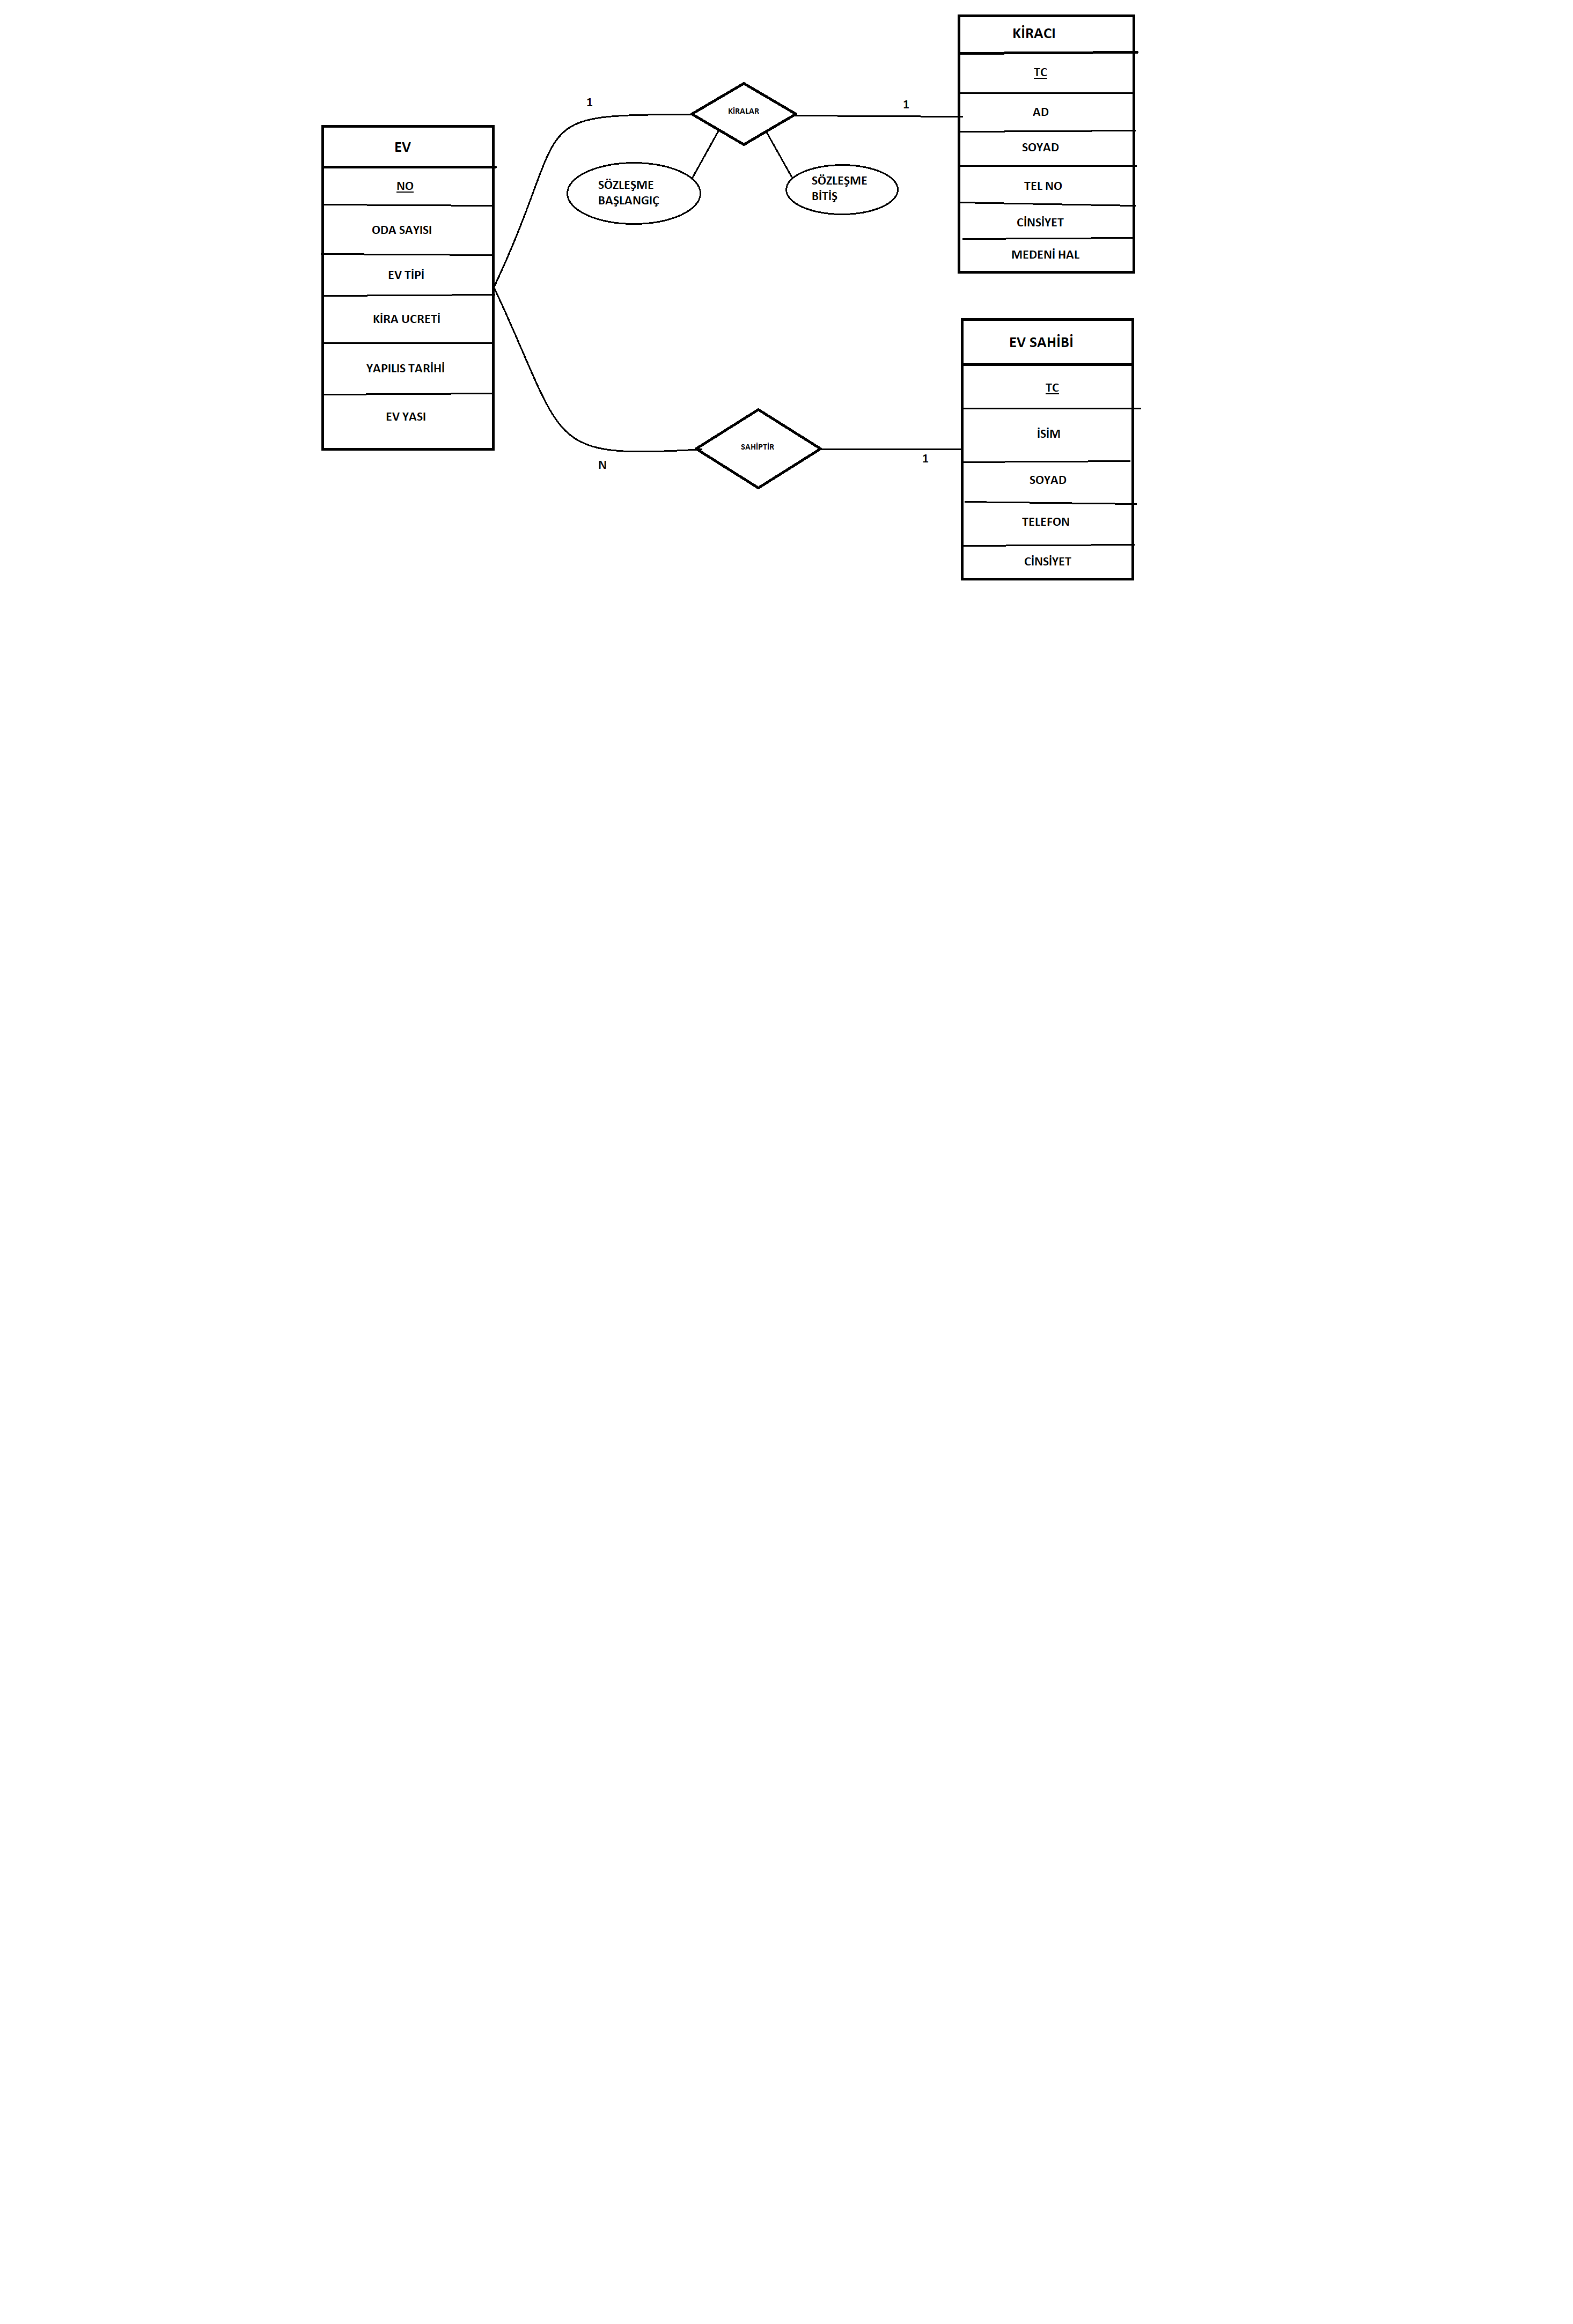 EV
NO
ODA SAYISI
EV TİPİ
KİRA UCRETİ
YAPILIS TARİHİ
EV YASI
1
KİRALAR
1
SÖZLEŞME
BAŞLANGIÇ
SÖZLEŞME
BİTİŞ
KİRACI
TC
AD
SOYAD
TEL NO
CİNSİYET
MEDENİ HAL
N
SAHİPTİR
1
EV SAHİBİ
TC
İSİM
SOYAD
TELEFON
CİNSİYET